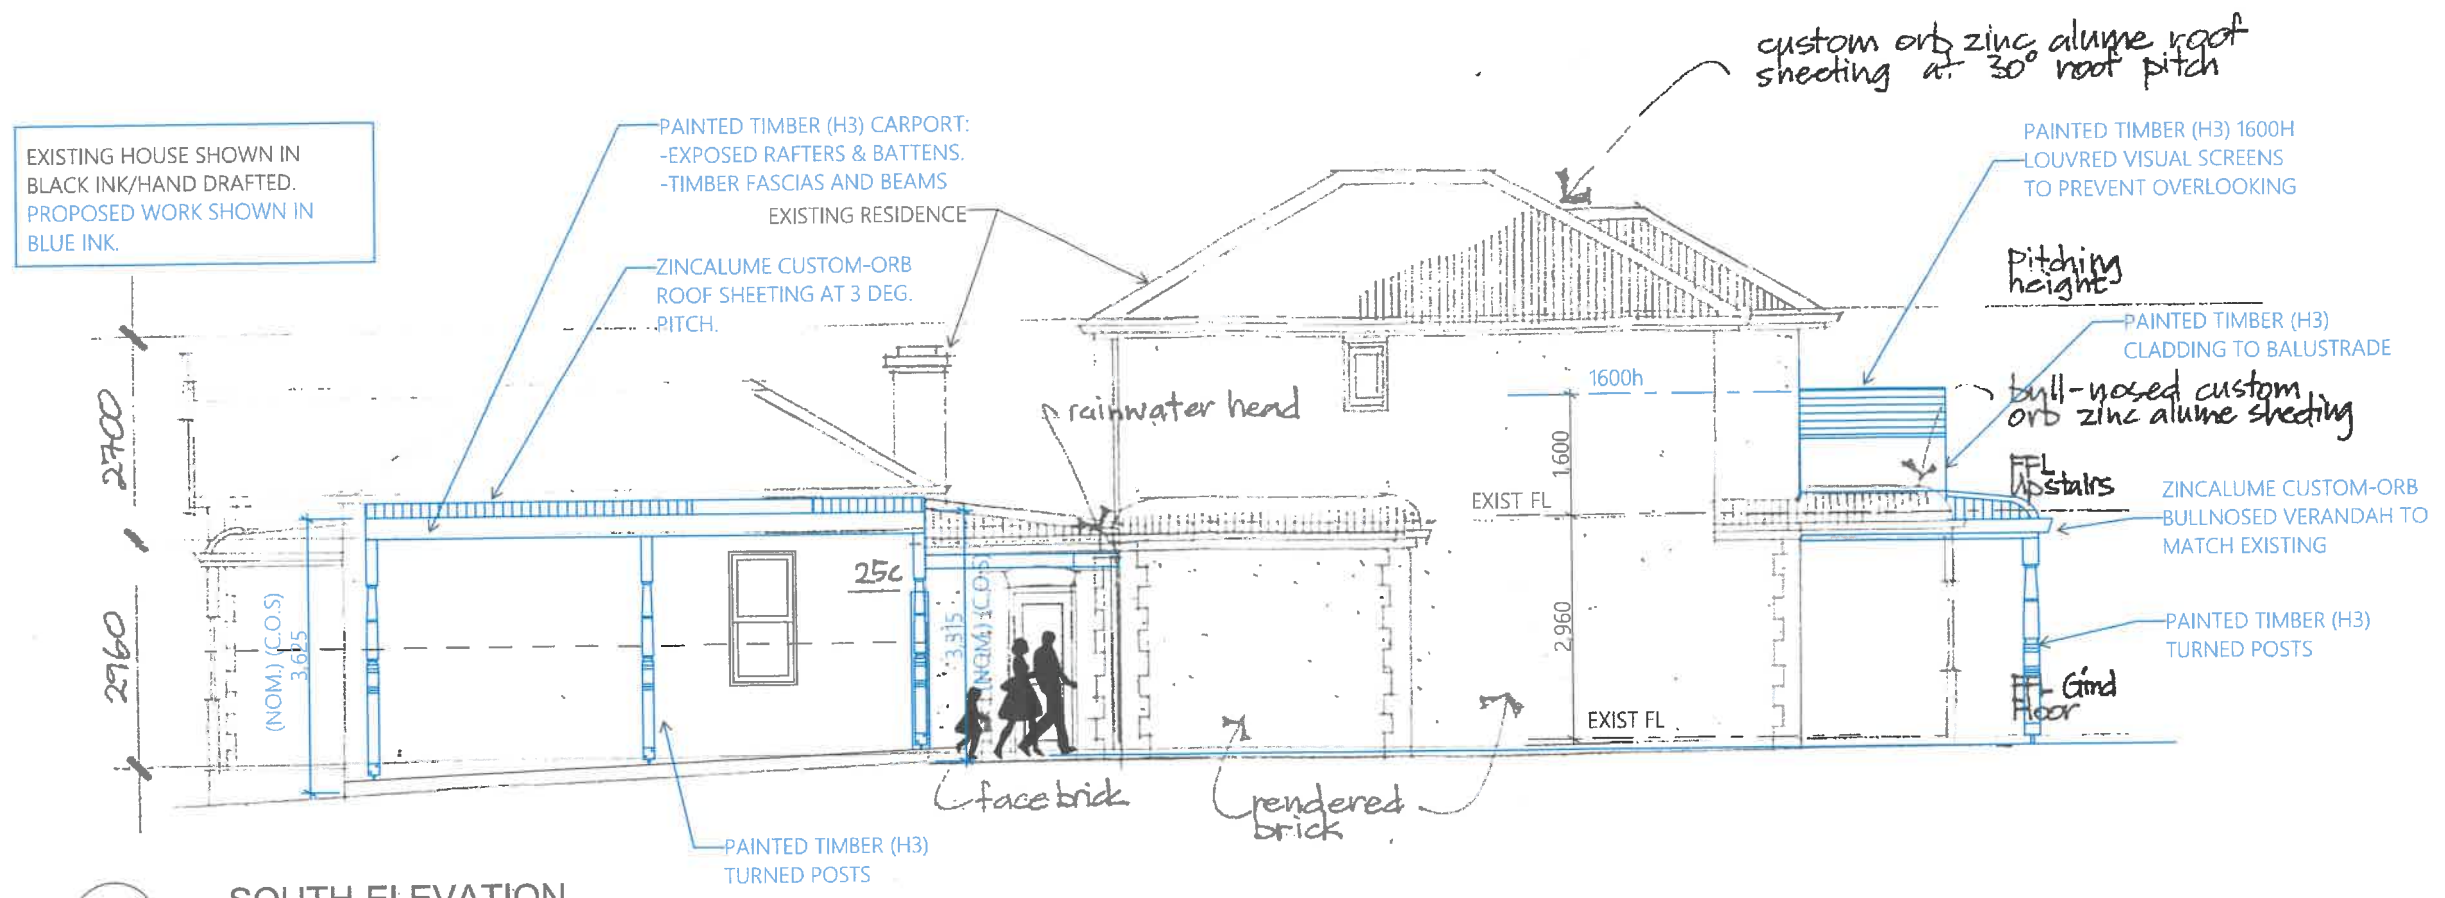 custom orb zinc alume roof
sheeting at 30° roof pitch
EXISTING HOUSE SHOWN IN
BLACK INK/HAND DRAFTED.
PROPOSED WORK SHOWN IN
BLUE INK.
PAINTED TIMBER (H3) CARPORT:
-EXPOSED RAFTERS & BATTENS.
-TIMBER FASCIAS AND BEAMS
EXISTING RESIDENCE
ZINCALUME CUSTOM-ORB
ROOF SHEETING AT 3 DEG.
PITCH.
PAINTED TIMBER (H3) 1600H
LOUVRED VISUAL SCREENS
TO PREVENT OVERLOOKING
Pitching
height
PAINTED TIMBER (H3)
CLADDING TO BALUSTRADE
bull-nosed custom
orb zinc alume sheeting
1600h
rainwater head
2700
1,600
EXIST FL
FFL
Upstairs
ZINCALUME CUSTOM-ORB
BULLNOSED VERANDAH TO
MATCH EXISTING
25c
2960
(NOM.) (C.O.S)
3,625
3,315
(NOM.) (COS)
2,960
PAINTED TIMBER (H3)
TURNED POSTS
FFL Grnd
Floor
EXIST FL
face brick
rendered
brick
PAINTED TIMBER (H3)
TURNED POSTS
SOUTH ELEVATION